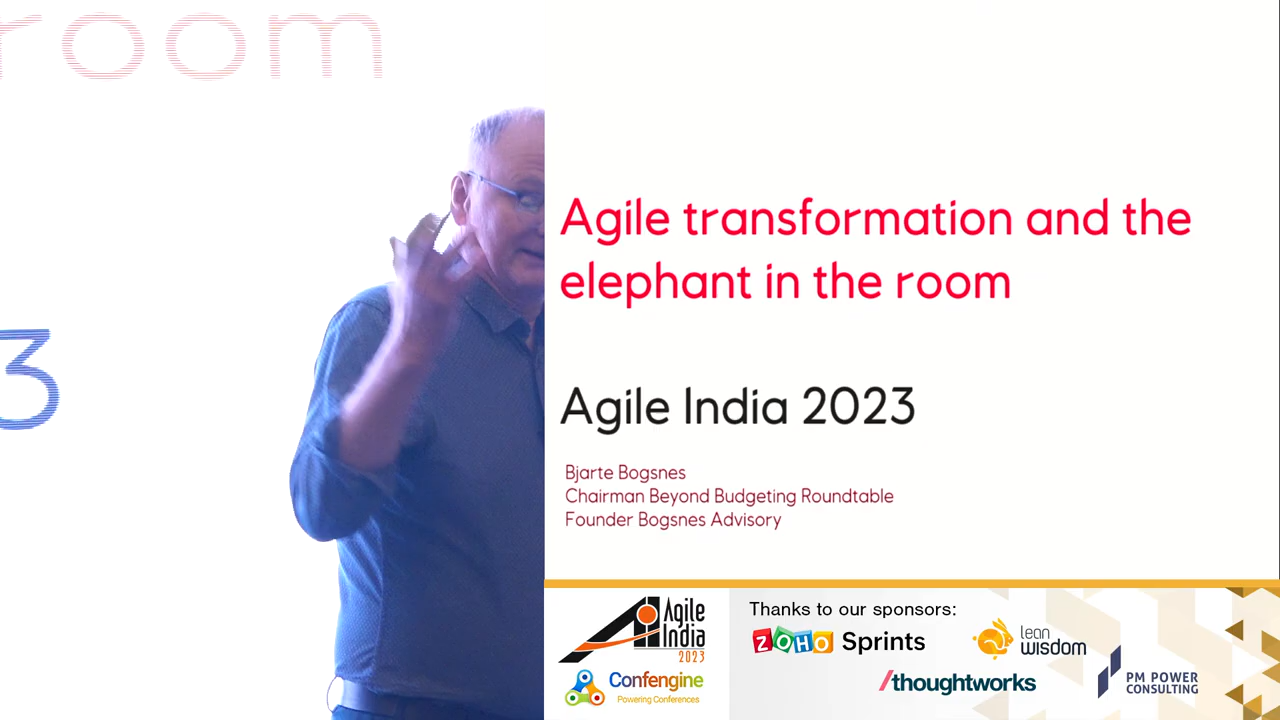 room
3
Agile transformation and the
elephant in the room
Agile India 2023
Bjarte Bogsnes
Chairman Beyond Budgeting Roundtable
Founder Bogsnes Advisory
Agile
India
2023
Confengine
Powering Conferences
Thanks to our sponsors:
ZOHO Sprints
lean
wisdom
/thoughtworks
PM POWER
CONSULTING